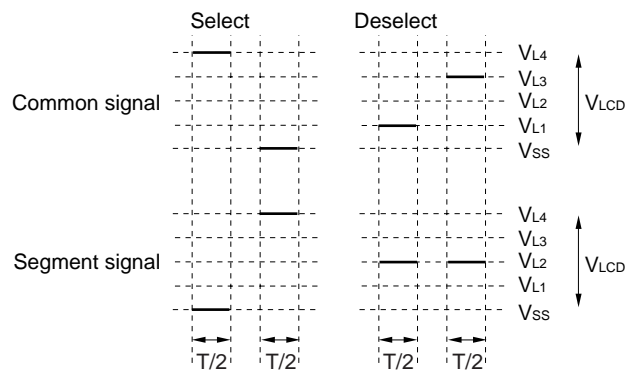 Select Deselect
VL4
VL3
Common signal VL2 VLCD
VL1
VSS
VL4
VL3
Segment signal VL2 VLCD
VL1
VSS
T/2 T/2 T/2 T/2